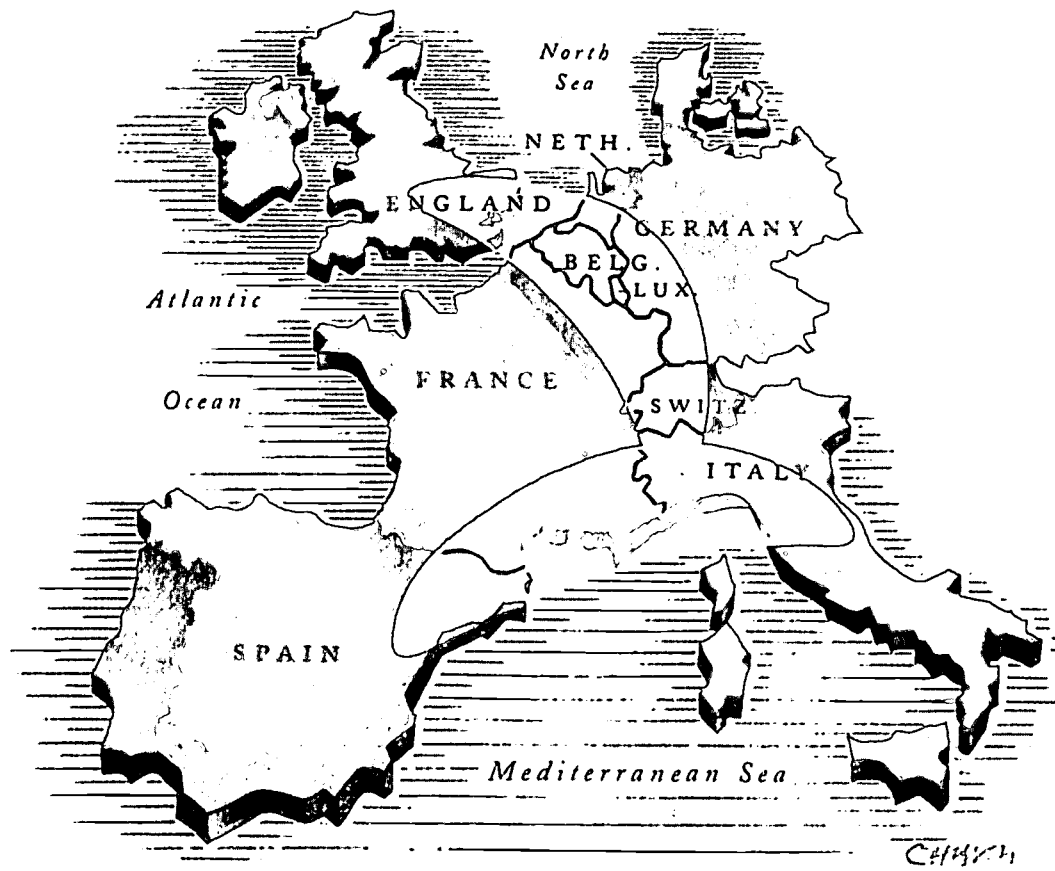 North
Sea
NETH.
ENGLAND
GERMANY
BELG.
LUX.
Atlantic
FRANCE
Ocean
SWITZ
ITALY
SPAIN
Mediterranean Sea